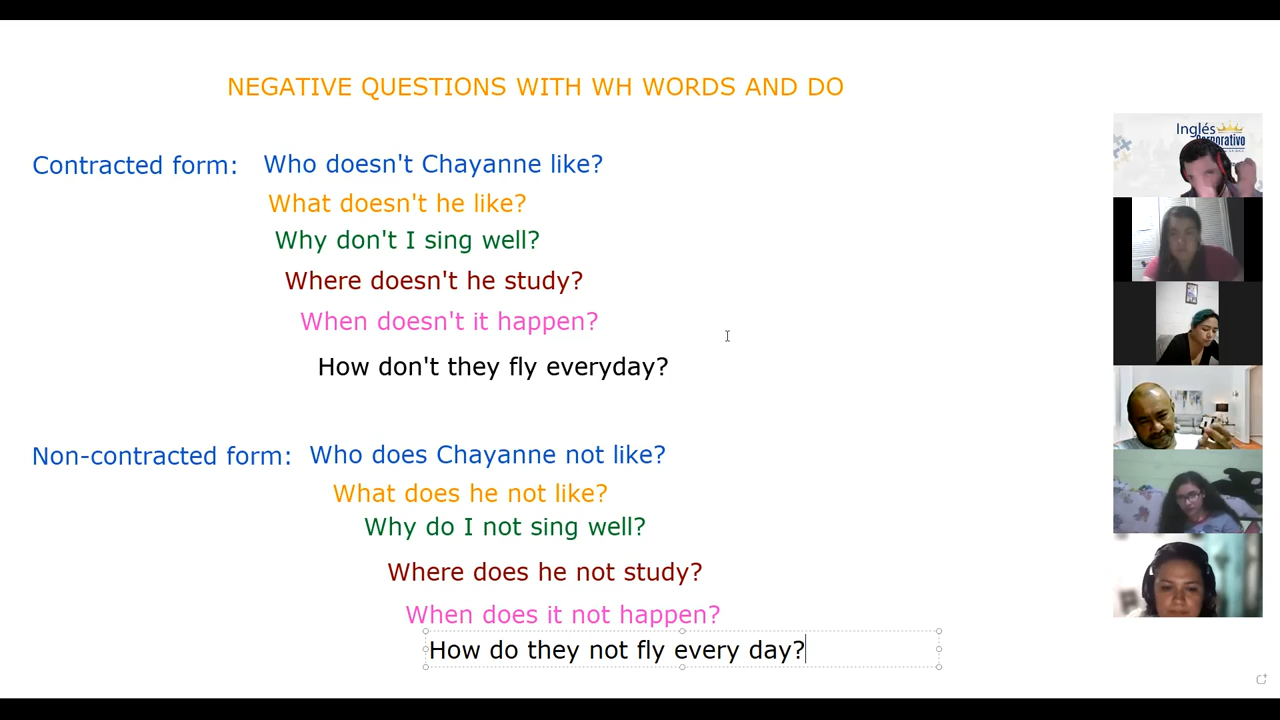 NEGATIVE QUESTIONS WITH WH WORDS AND DO
Contracted form: Who doesn't Chayanne like?
What doesn't he like?
Why don't I sing well?
Where doesn't he study?
When doesn't it happen?
How don't they fly everyday?
Non-contracted form: Who does Chayanne not like?
What does he not like?
Why do I not sing well?
Where does he not study?
When does it not happen?
How do they not fly every day?
Inglés